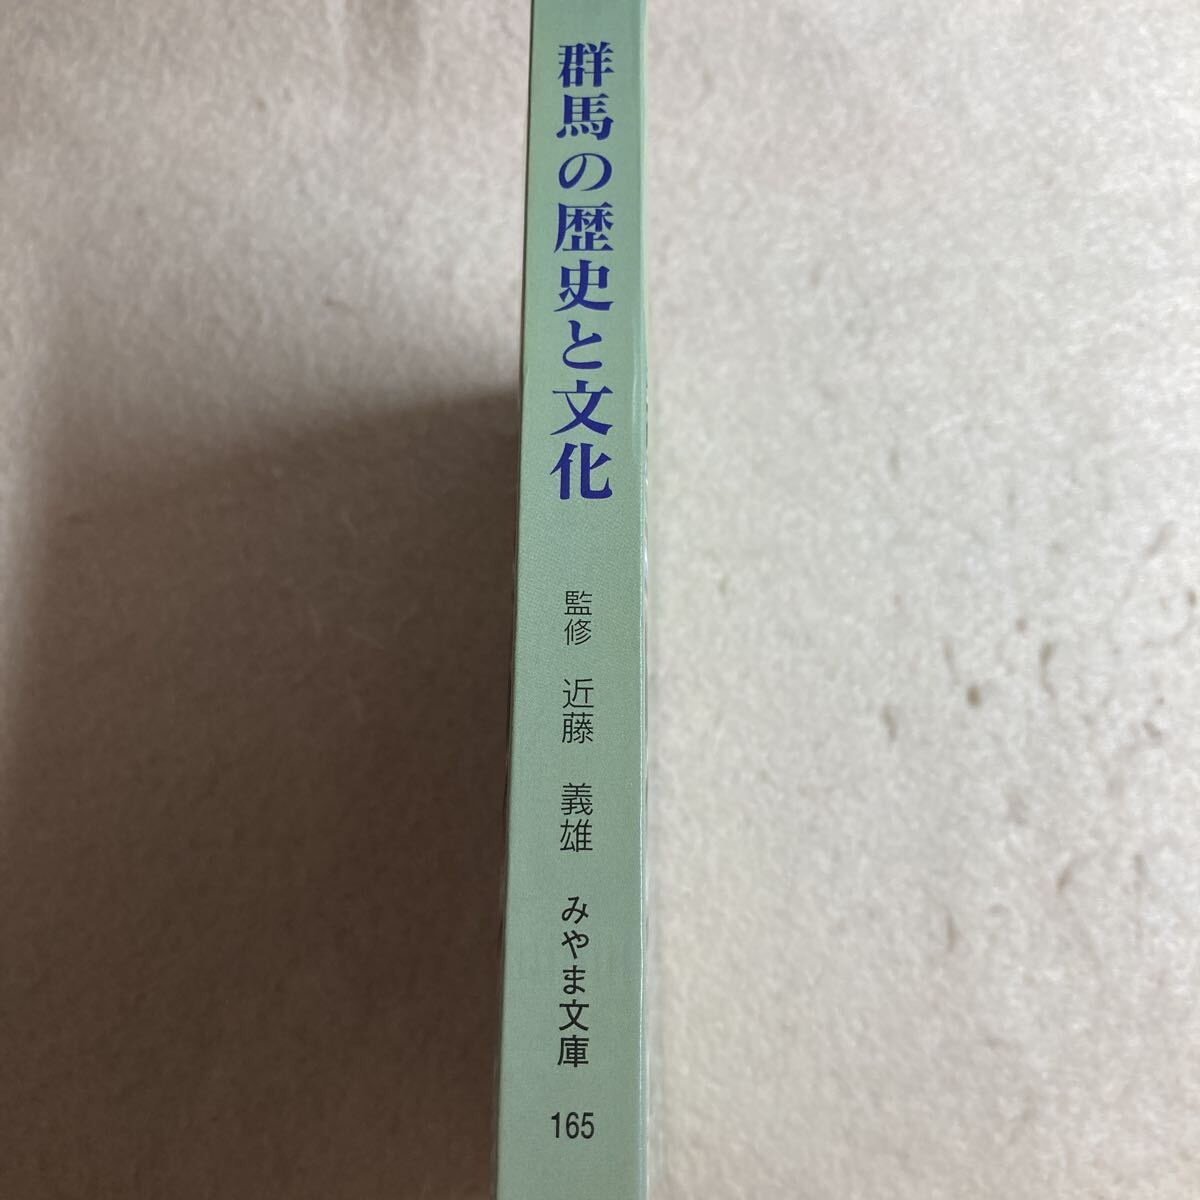 群馬の歴史と文化
監修 近藤 義雄
みやま文庫
165